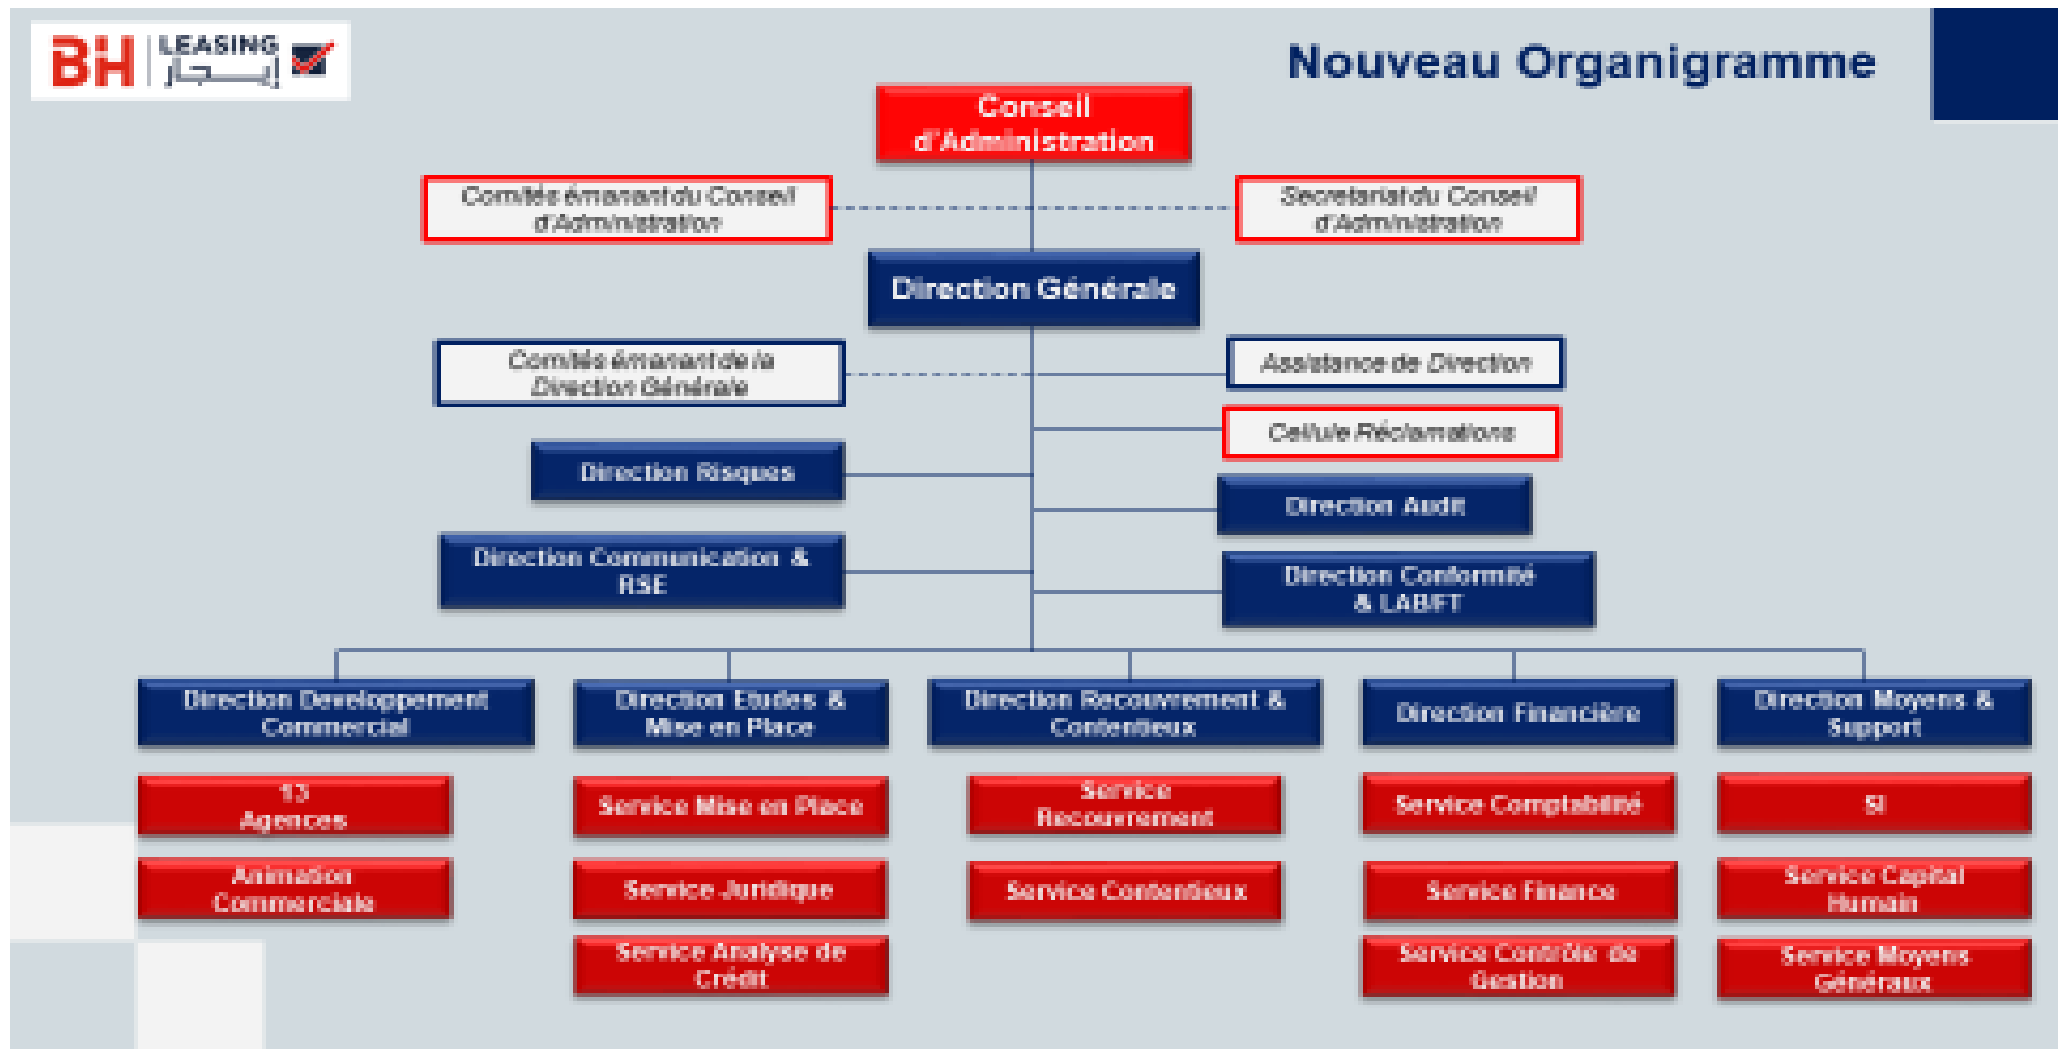 BH LEASING
إيجار
Nouveau Organigramme
Conseil
d'Administration
Comités émanant du Conseil
d'Administration
Secretariat du Conseil
d'Administration
Direction Générale
Comités émanant de la
Direction Générale
Assistance de Direction
Cellule Réclamations
Direction Risques
Direction Audit
Direction Communication &
RSE
Direction Conformité
& LAB/FT
Direction Developpement
Commercial
Direction Etudes &
Mise en Place
Direction Recouvrement &
Contentieux
Direction Financière
Direction Moyens &
Support
13
Agences
Service Mise en Place
Service
Recouvrement
Service Comptabilité
SI
Animation
Commerciale
Service Juridique
Service Contentieux
Service Finance
Service Capital
Humain
Service Analyse de
Crédit
Service Contrôle de
Gestion
Service Moyens
Généraux